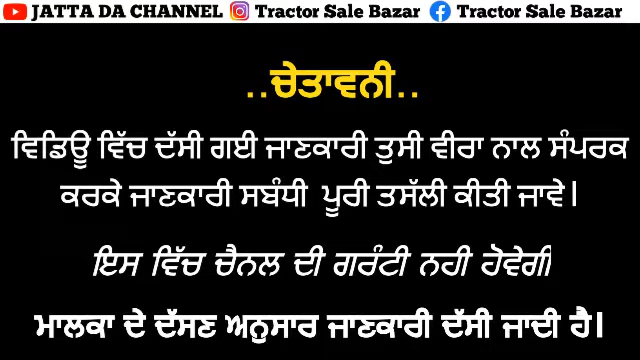 JATTA DA CHANNEL Tractor Sale Bazar Tractor Sale Bazar
..ਚੇਤਾਵਨੀ..
ਵਿਡਿਊ ਵਿੱਚ ਦੱਸੀ ਗਈ ਜਾਣਕਾਰੀ ਤੁਸੀ ਵੀਰਾ ਨਾਲ ਸੰਪਰਕ
ਕਰਕੇ ਜਾਣਕਾਰੀ ਸਬੰਧੀ ਪੂਰੀ ਤਸੱਲੀ ਕੀਤੀ ਜਾਵੇ।
ਇਸ ਵਿੱਚ ਚੈਨਲ ਦੀ ਗਰੰਟੀ ਨਹੀ ਹੋਵੇਗੀ
ਮਾਲਕਾ ਦੇ ਦੱਸਣ ਅਨੁਸਾਰ ਜਾਣਕਾਰੀ ਦੱਸੀ ਜਾਦੀ ਹੈ।